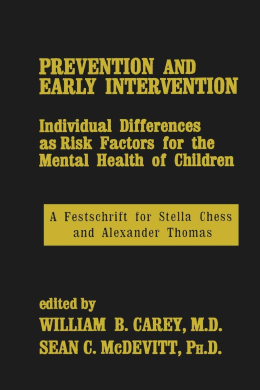 PREVENTION AND
EARLY INTERVENTION
Individual Differences
as Risk Factors for the
Mental Health of Children
A Festschrift for Stella Chess
and Alexander Thomas
edited by
WILLIAM B. CAREY, M.D.
SEAN C. McDEVITT, PH.D.